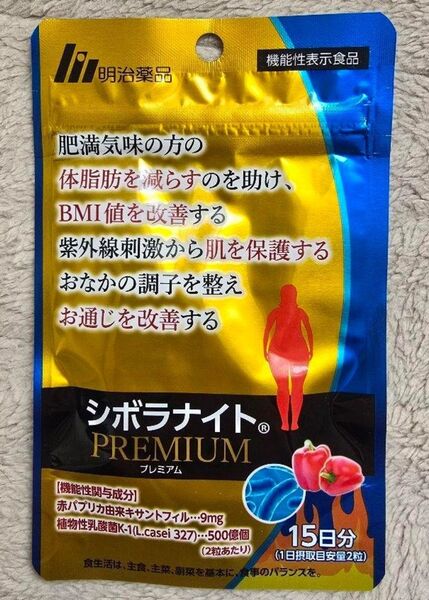 明治薬品
機能性表示食品
肥満気味の方の
体脂肪を減らすのを助け、
BMI値を改善する
紫外線刺激から肌を保護する
おなかの調子を整え
お通じを改善する
シボラナイト®
PREMIUM
プレミアム
【機能性関与成分】
赤パプリカ由来キサントフィル…9mg
植物性乳酸菌K-1(L.casei 327)…500億個
(2粒あたり)
15日分
(1日摂取目安量2粒)
食生活は、主食、主菜、副菜を基本に、食事のバランスを。